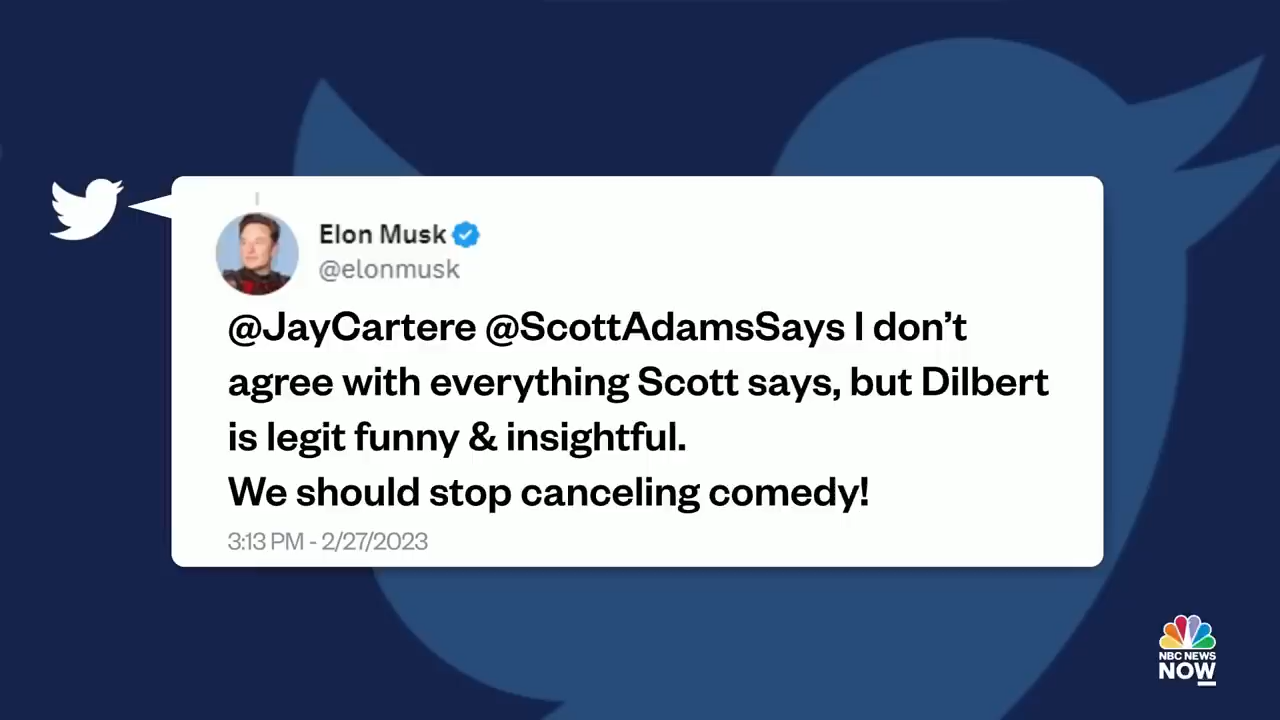 Elon Musk
@elonmusk
@JayCartere @ScottAdamsSays I don’t
agree with everything Scott says, but Dilbert
is legit funny & insightful.
We should stop canceling comedy!
3:13 PM - 2/27/2023
NBC NEWS
NOW